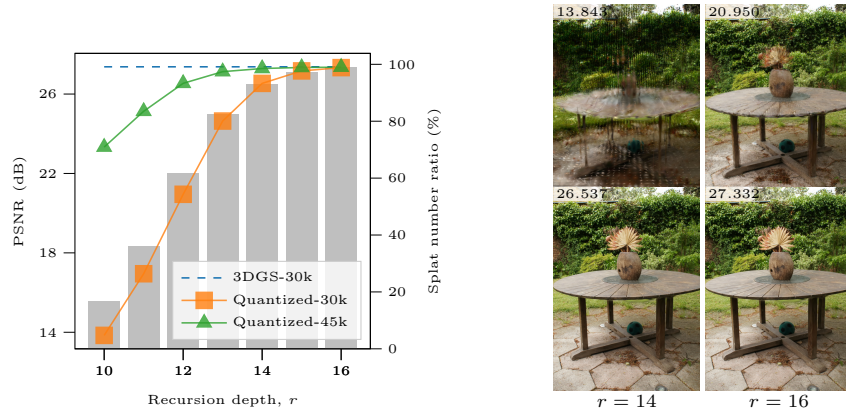 PSNR (dB)
26
22
18
14
10
12
14
16
Recursion depth, r
100
80
60
40
20
0
Splat number ratio (%)
3DGS-30k
Quantized-30k
Quantized-45k
13.843
20.950
26.537
27.332
r = 14
r = 16